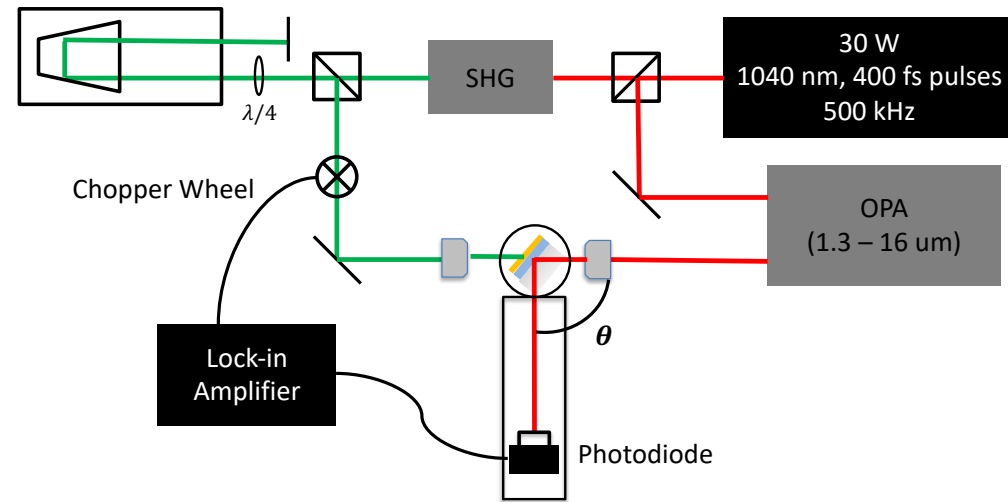 30 W
1040 nm, 400 fs pulses
500 kHz
SHG
λ/4
Chopper Wheel
OPA
(1.3 – 16 um)
θ
Lock-in
Amplifier
Photodiode